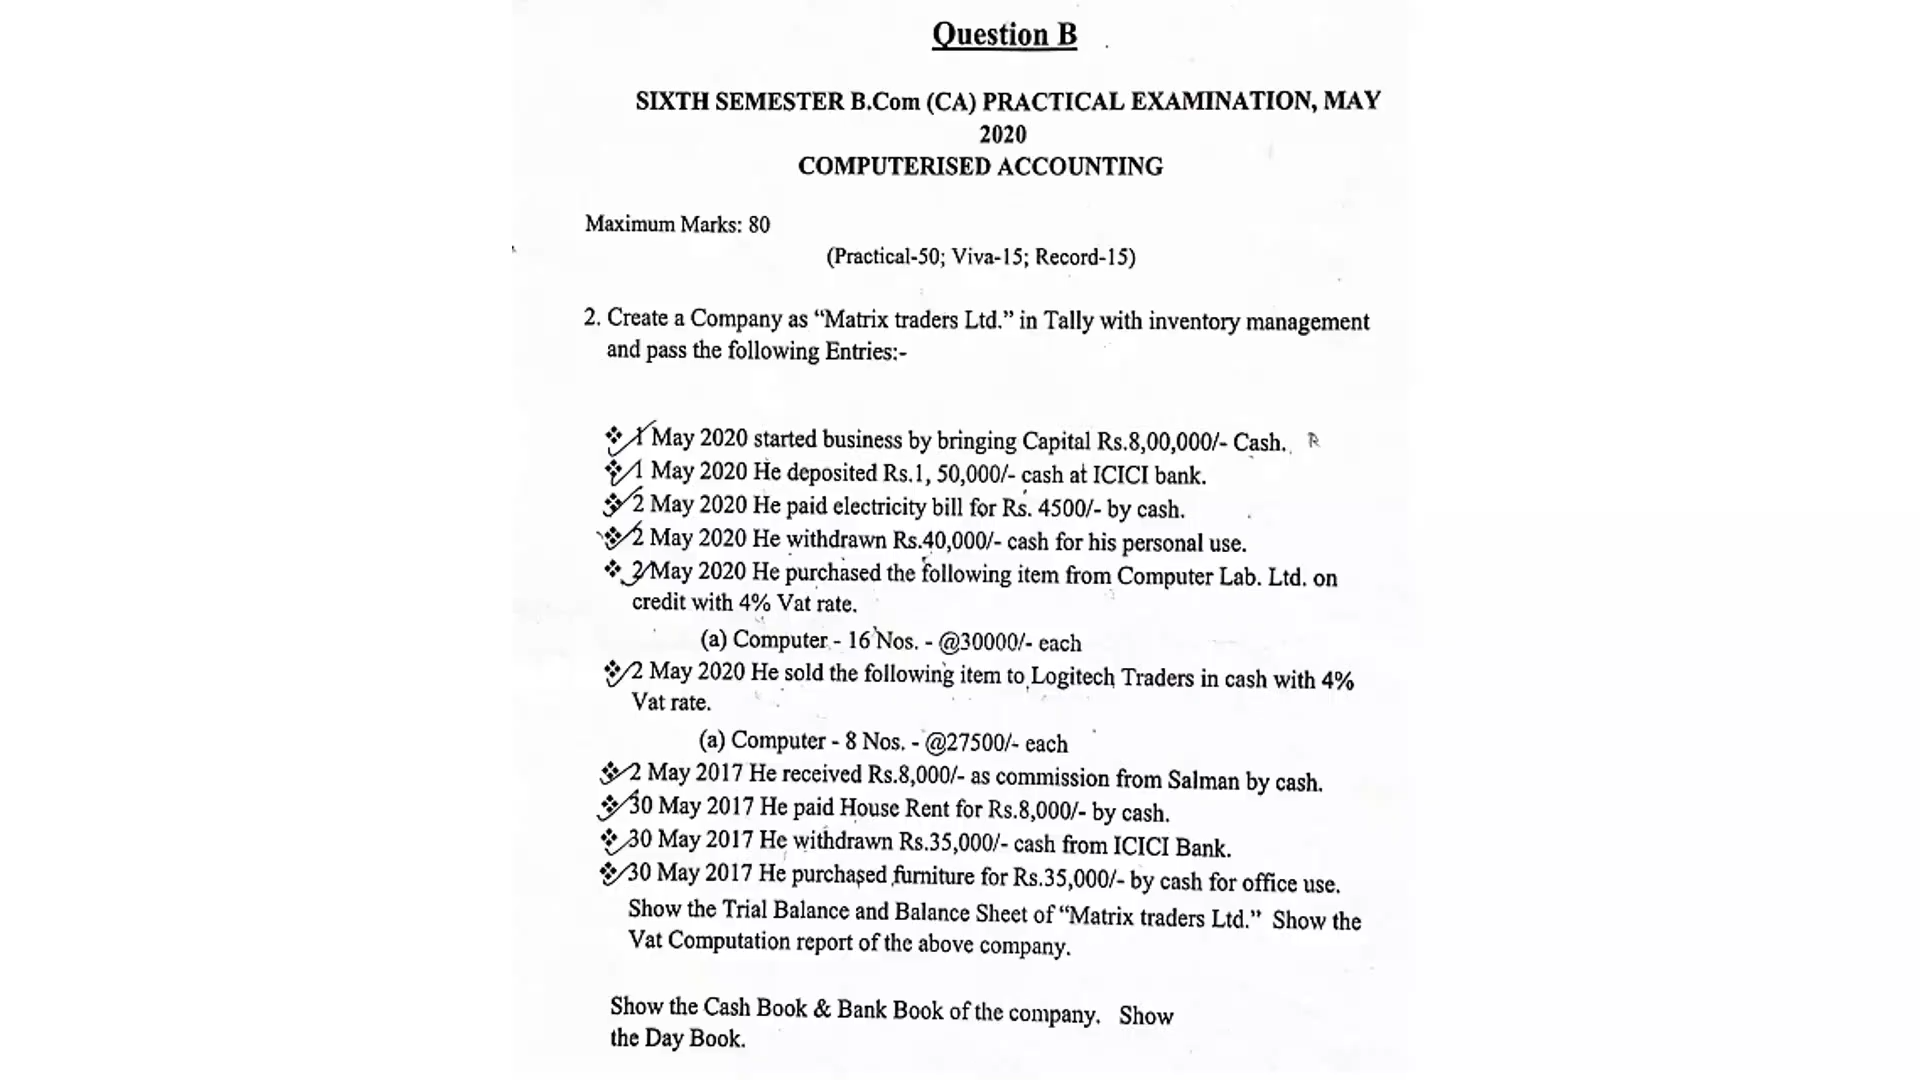 Question B
SIXTH SEMESTER B.Com (CA) PRACTICAL EXAMINATION, MAY
2020
COMPUTERISED ACCOUNTING
Maximum Marks: 80
(Practical-50; Viva-15; Record-15)
2. Create a Company as “Matrix traders Ltd.” in Tally with inventory management
and pass the following Entries:-
❖ 1 May 2020 started business by bringing Capital Rs.8,00,000/- Cash.
❖ 1 May 2020 He deposited Rs.1, 50,000/- cash at ICICI bank.
❖ 2 May 2020 He paid electricity bill for Rs. 4500/- by cash.
❖ 2 May 2020 He withdrawn Rs.40,000/- cash for his personal use.
❖ 2 May 2020 He purchased the following item from Computer Lab. Ltd. on
credit with 4% Vat rate.
(a) Computer - 16 Nos. - @30000/- each
❖ 2 May 2020 He sold the following item to Logitech Traders in cash with 4%
Vat rate.
(a) Computer - 8 Nos. - @27500/- each
❖ 2 May 2017 He received Rs.8,000/- as commission from Salman by cash.
❖ 30 May 2017 He paid House Rent for Rs.8,000/- by cash.
❖ 30 May 2017 He withdrawn Rs.35,000/- cash from ICICI Bank.
❖ 30 May 2017 He purchased furniture for Rs.35,000/- by cash for office use.
Show the Trial Balance and Balance Sheet of “Matrix traders Ltd.” Show the
Vat Computation report of the above company.
Show the Cash Book & Bank Book of the company. Show
the Day Book.